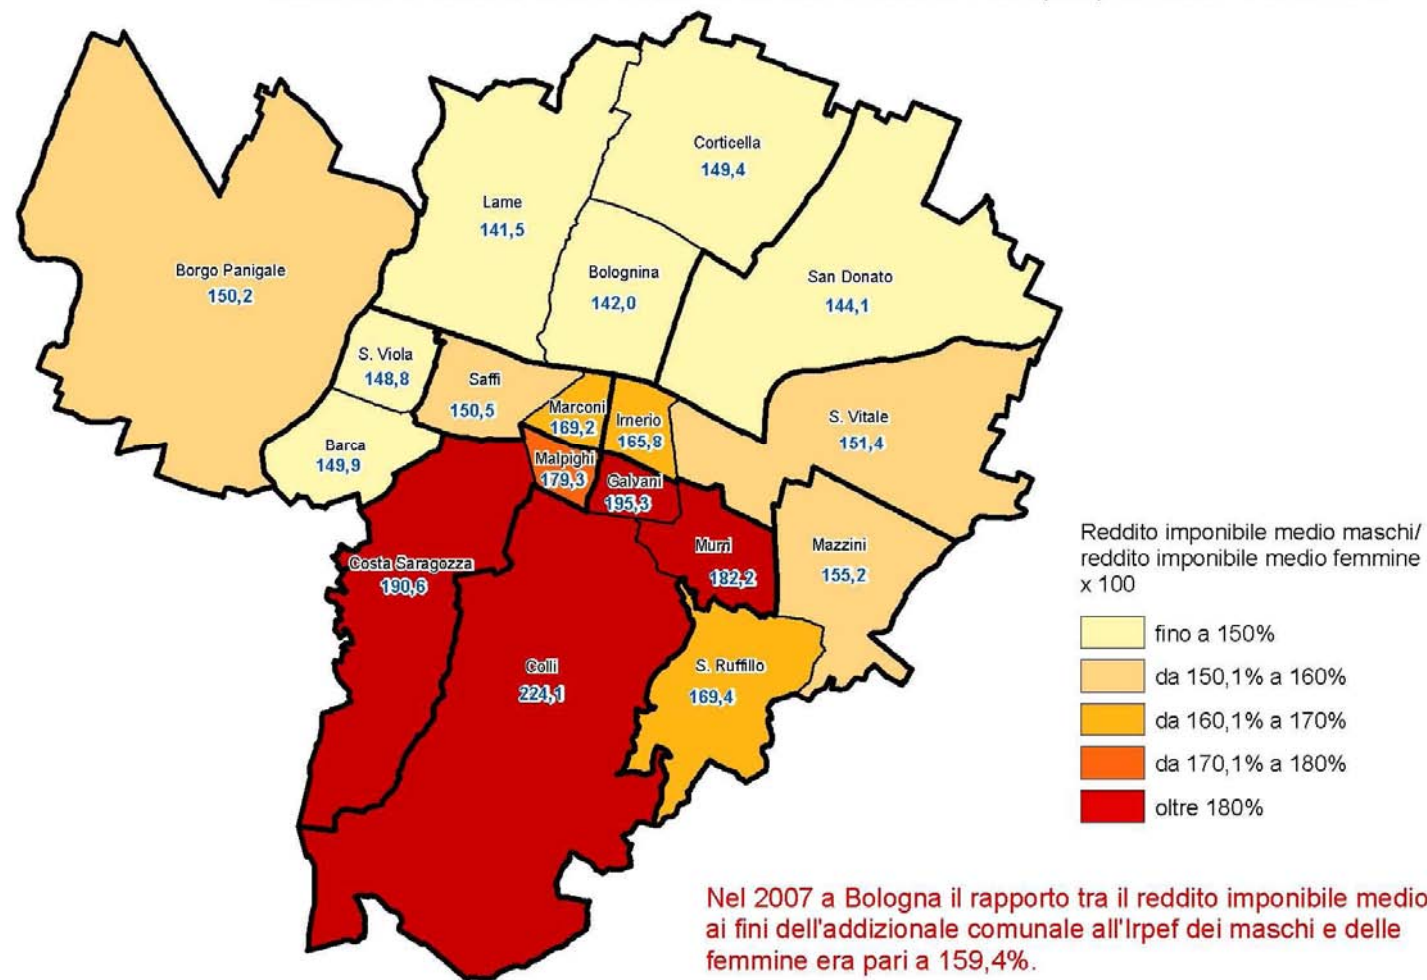 Corticella
149,4
Lame
141,5
Borgo Panigale
150,2
Bolognina
142,0
San Donato
144,1
S. Viola
148,8
Saffi
150,5
Marconi
169,2
Irnerio
165,8
S. Vitale
151,4
Barca
149,9
Malpighi
179,3
Galvani
195,3
Murri
182,2
Mazzini
155,2
Costa Saragozza
190,6
Colli
224,1
S. Ruffillo
169,4
Reddito imponibile medio maschi/
reddito imponibile medio femmine
x 100
fino a 150%
da 150,1% a 160%
da 160,1% a 170%
da 170,1% a 180%
oltre 180%
Nel 2007 a Bologna il rapporto tra il reddito imponibile medio
ai fini dell'addizionale comunale all'Irpef dei maschi e delle
femmine era pari a 159,4%.